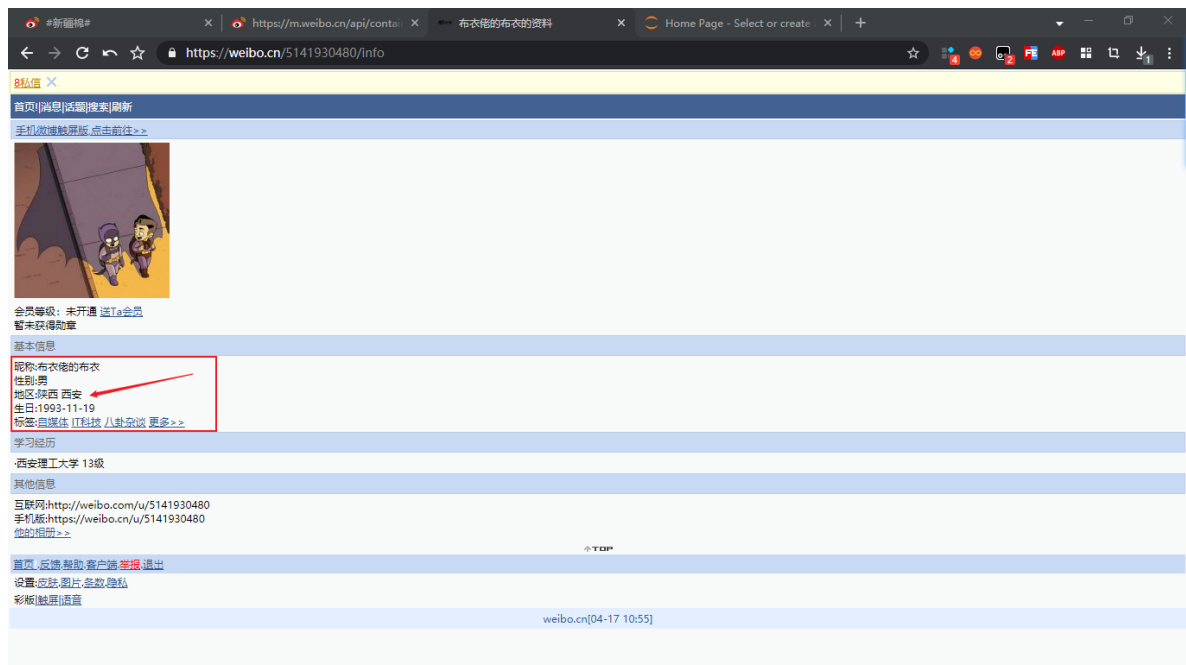 #新疆棉#
https://m.weibo.cn/api/contain
布衣佬的布衣的资料
Home Page - Select or create
https://weibo.cn/5141930480/info
4
2
FE
ABP
1
8私信
首页!|消息|话题|搜索|刷新
手机微博触屏版,点击前往>>
会员等级：未开通 送Ta会员
暂未获得勋章
基本信息
昵称:布衣佬的布衣
性别:男
地区:陕西 西安
生日:1993-11-19
标签:自媒体 IT科技 八卦杂谈 更多>>
学习经历
·西安理工大学 13级
其他信息
互联网:http://weibo.com/u/5141930480
手机版:https://weibo.cn/u/5141930480
他的相册>>
TOP
首页.反馈.帮助.客户端.举报.退出
设置:皮肤.图片.条数.隐私
彩版|触屏|语音
weibo.cn[04-17 10:55]